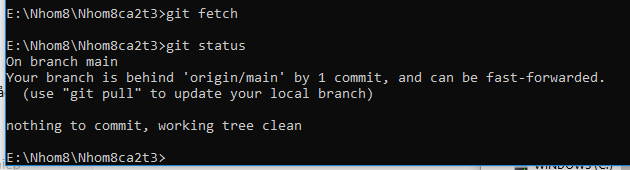 E:\Nhom8\Nhom8ca2t3>git fetch
E:\Nhom8\Nhom8ca2t3>git status
On branch main
Your branch is behind 'origin/main' by 1 commit, and can be fast-forwarded.
  (use "git pull" to update your local branch)
nothing to commit, working tree clean
E:\Nhom8\Nhom8ca2t3>
WINDOWS (C:)